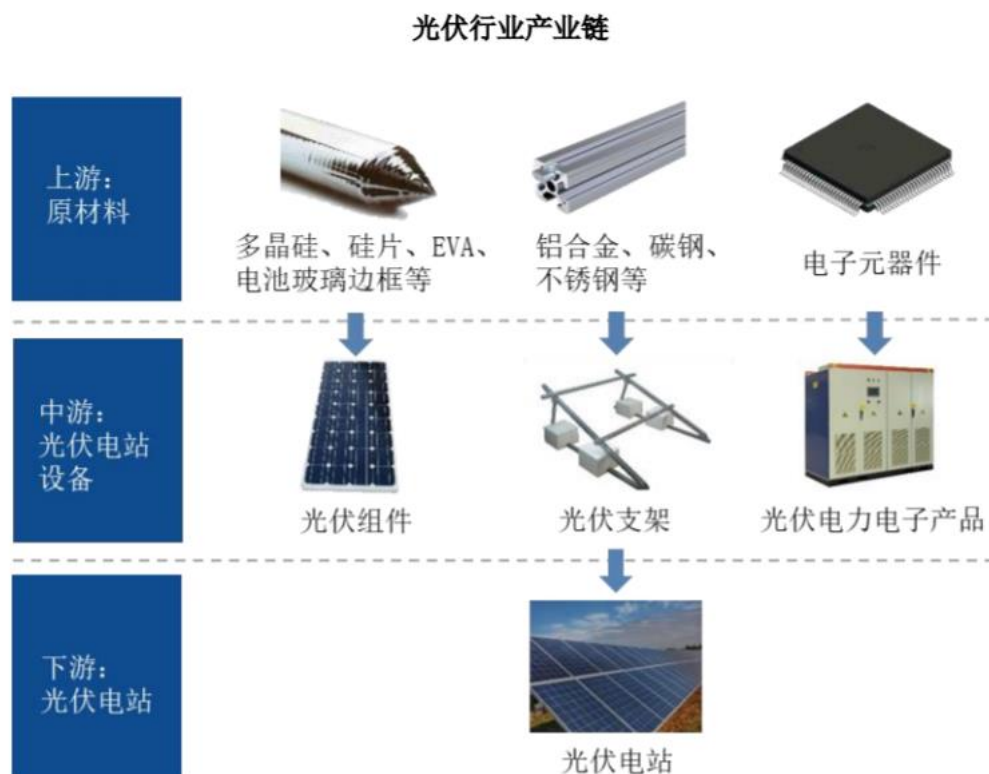 光伏行业产业链
上游：
原材料
多晶硅、硅片、EVA、
电池玻璃边框等
铝合金、碳钢、
不锈钢等
电子元器件
中游：
光伏电站
设备
光伏组件
光伏支架
光伏电力电子产品
下游：
光伏电站
光伏电站